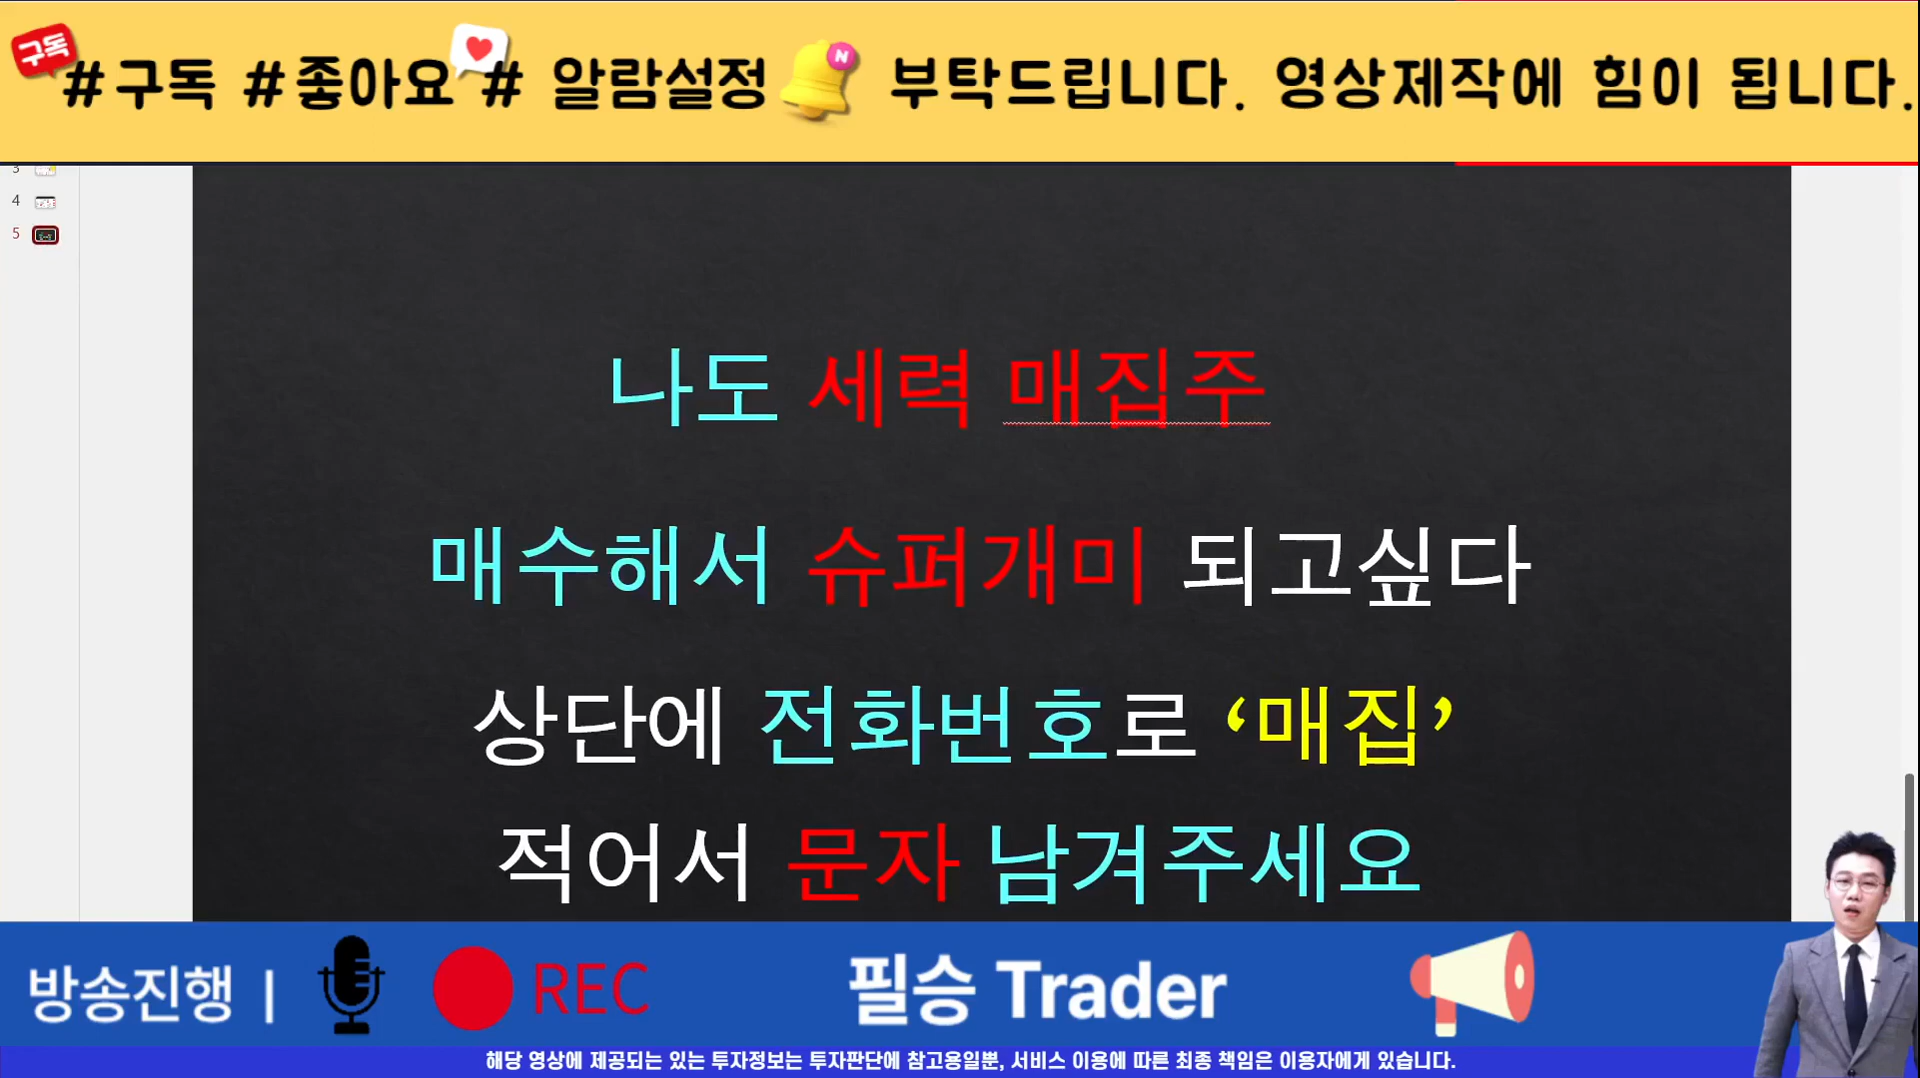 구독
#구독 #좋아요 # 알람설정 N 부탁드립니다. 영상제작에 힘이 됩니다.
3
4
5
나도 세력 매집주
매수해서 슈퍼개미 되고싶다
상단에 전화번호로 ‘매집’
적어서 문자 남겨주세요
방송진행 | REC 필승 Trader
해당 영상에 제공되는 있는 투자정보는 투자판단에 참고용일뿐, 서비스 이용에 따른 최종 책임은 이용자에게 있습니다.